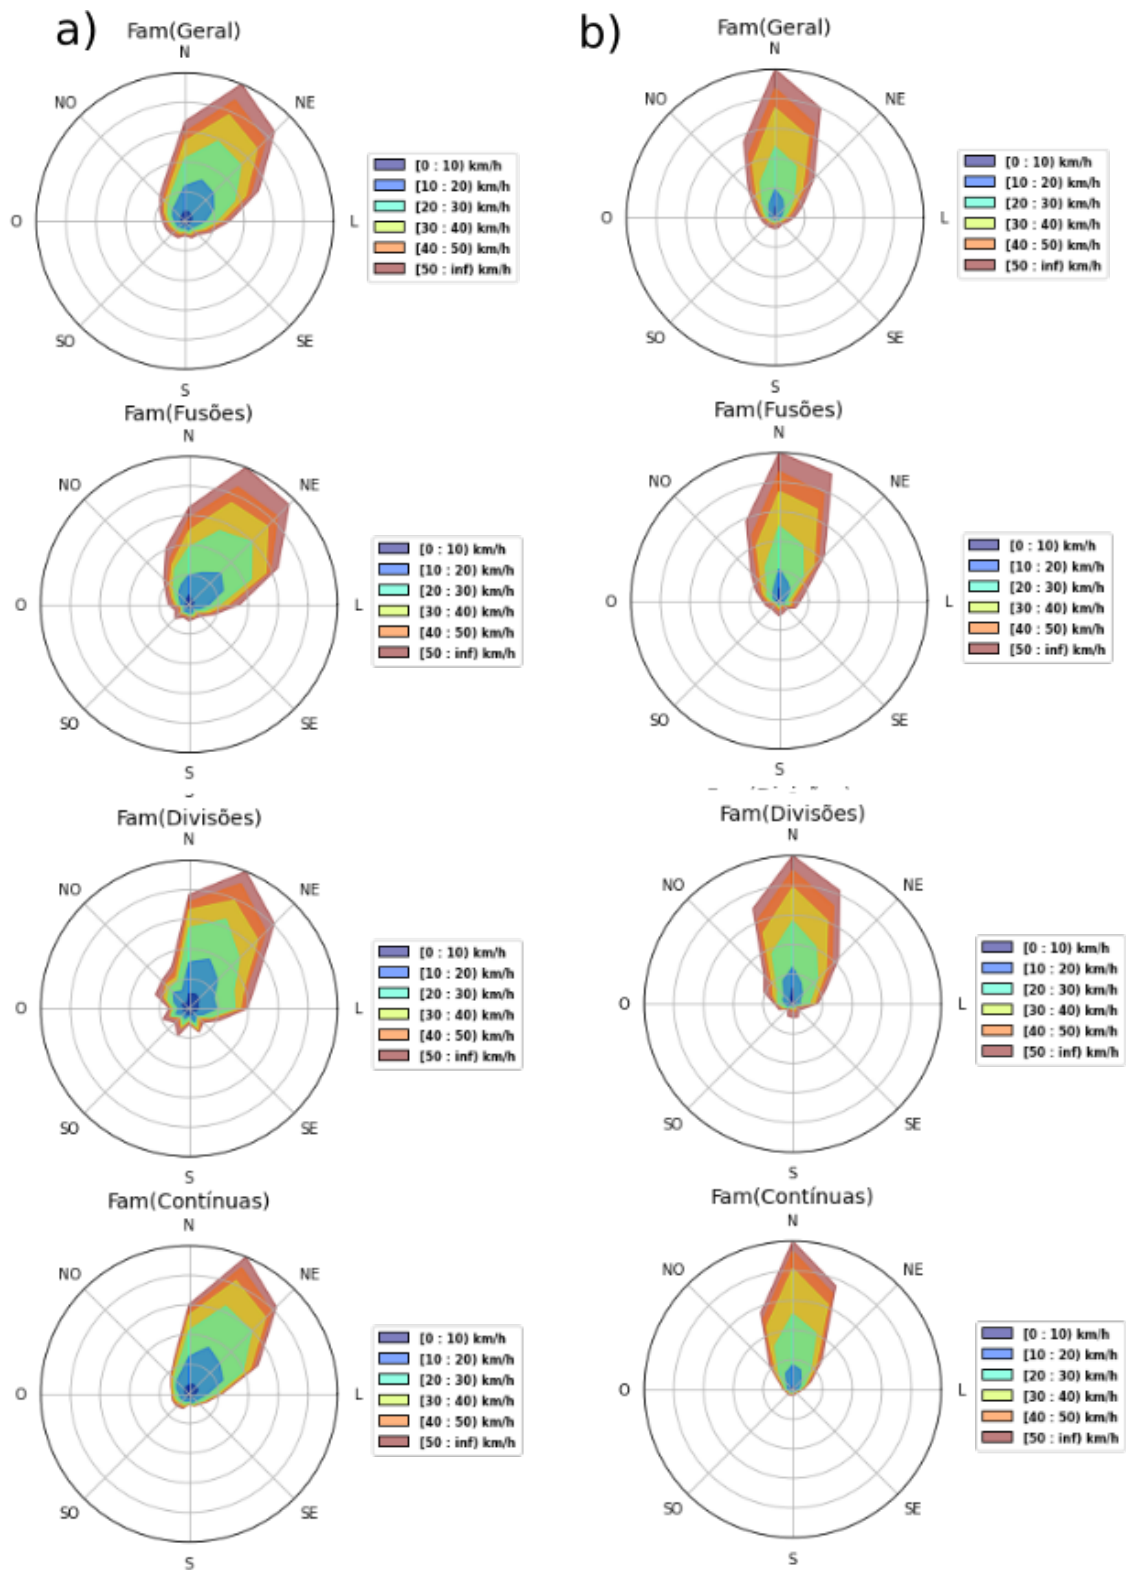 a)
Fam(Geral)
N
NO
NE
O
L
SO
SE
S
[0 : 10) km/h
[10 : 20) km/h
[20 : 30) km/h
[30 : 40) km/h
[40 : 50) km/h
[50 : inf) km/h
b)
Fam(Geral)
N
NO
NE
O
L
SO
SE
S
[0 : 10) km/h
[10 : 20) km/h
[20 : 30) km/h
[30 : 40) km/h
[40 : 50) km/h
[50 : inf) km/h
Fam(Fusões)
N
NO
NE
O
L
SO
SE
S
[0 : 10) km/h
[10 : 20) km/h
[20 : 30) km/h
[30 : 40) km/h
[40 : 50) km/h
[50 : inf) km/h
Fam(Fusões)
N
NO
NE
O
L
SO
SE
S
[0 : 10) km/h
[10 : 20) km/h
[20 : 30) km/h
[30 : 40) km/h
[40 : 50) km/h
[50 : inf) km/h
Fam(Divisões)
N
NO
NE
O
L
SO
SE
S
[0 : 10) km/h
[10 : 20) km/h
[20 : 30) km/h
[30 : 40) km/h
[40 : 50) km/h
[50 : inf) km/h
Fam(Divisões)
N
NO
NE
O
L
SO
SE
S
[0 : 10) km/h
[10 : 20) km/h
[20 : 30) km/h
[30 : 40) km/h
[40 : 50) km/h
[50 : inf) km/h
Fam(Contínuas)
N
NO
NE
O
L
SO
SE
S
[0 : 10) km/h
[10 : 20) km/h
[20 : 30) km/h
[30 : 40) km/h
[40 : 50) km/h
[50 : inf) km/h
Fam(Contínuas)
N
NO
NE
O
L
SO
SE
S
[0 : 10) km/h
[10 : 20) km/h
[20 : 30) km/h
[30 : 40) km/h
[40 : 50) km/h
[50 : inf) km/h